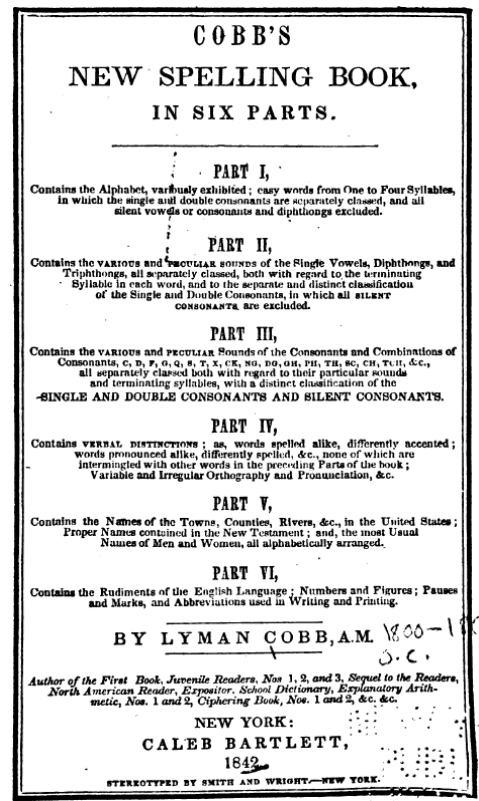 COBB'S
NEW SPELLING BOOK,
IN SIX PARTS.
PART I,
Contains the Alphabet, variously exhibited; easy words from One to Four Syllables,
in which the single and double consonants are separately classed, and all
silent vowels or consonants and diphthongs excluded.
PART II,
Contains the VARIOUS and PECULIAR SOUNDS of the Single Vowels, Diphthongs, and
Triphthongs, all separately classed, both with regard to the terminating
Syllable in each word, and to the separate and distinct classification
of the Single and Double Consonants, in which all SILENT
CONSONANTS are excluded.
PART III,
Contains the VARIOUS and PECULIAR Sounds of the Consonants and Combinations of
Consonants, C, D, F, G, Q, S, T, X, CK, NG, DG, GH, PH, TH, SC, CH, TCH, &c.,
all separately classed both with regard to their particular sounds
and terminating syllables, with a distinct classification of the
SINGLE AND DOUBLE CONSONANTS AND SILENT CONSONANTS.
PART IV,
Contains VERBAL DISTINCTIONS; as, words spelled alike, differently accented;
words pronounced alike, differently spelled, &c., none of which are
intermingled with other words in the preceding Parts of the book;
Variable and Irregular Orthography and Pronunciation, &c.
PART V,
Contains the Names of the Towns, Counties, Rivers, &c., in the United States;
Proper Names contained in the New Testament; and, the most Usual
Names of Men and Women, all alphabetically arranged.
PART VI,
Contains the Rudiments of the English Language; Numbers and Figures; Pauses
and Marks, and Abbreviations used in Writing and Printing.
BY LYMAN COBB, A.M. 1800-
Author of the First Book, Juvenile Readers, Nos 1, 2, and 3, Sequel to the Readers,
North American Reader, Expositor, School Dictionary, Explanatory Arith-
metic, Nos. 1 and 2, Ciphering Book, Nos. 1 and 2, &c. &c.
NEW YORK:
CALEB BARTLETT,
1842
STEREOTYPED BY SMITH AND WRIGHT—NEW YORK.